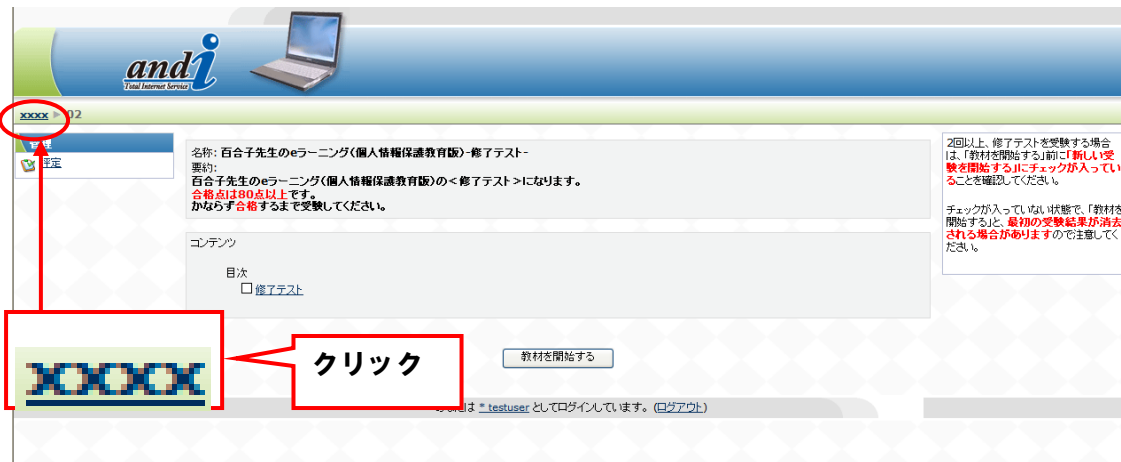 andi
Total Internet Service
xxxx ► 02
評定
名称: 百合子先生のeラーニング(個人情報保護教育版)-修了テスト-
要約:
百合子先生のeラーニング(個人情報保護教育版)の<修了テスト>になります。
合格点は80点以上です。
かならず合格するまで受験してください。
コンテンツ
目次
修了テスト
教材を開始する
2回以上、修了テストを受験する場合
は、「教材を開始する」前に「新しい受
験を開始する」にチェックが入ってい
ることを確認してください。
チェックが入っていない状態で、「教材を
開始する」と、最初の受験結果が消去
される場合がありますので注意してく
ださい。
xxxx
クリック
* testuser としてログインしています。(ログアウト)